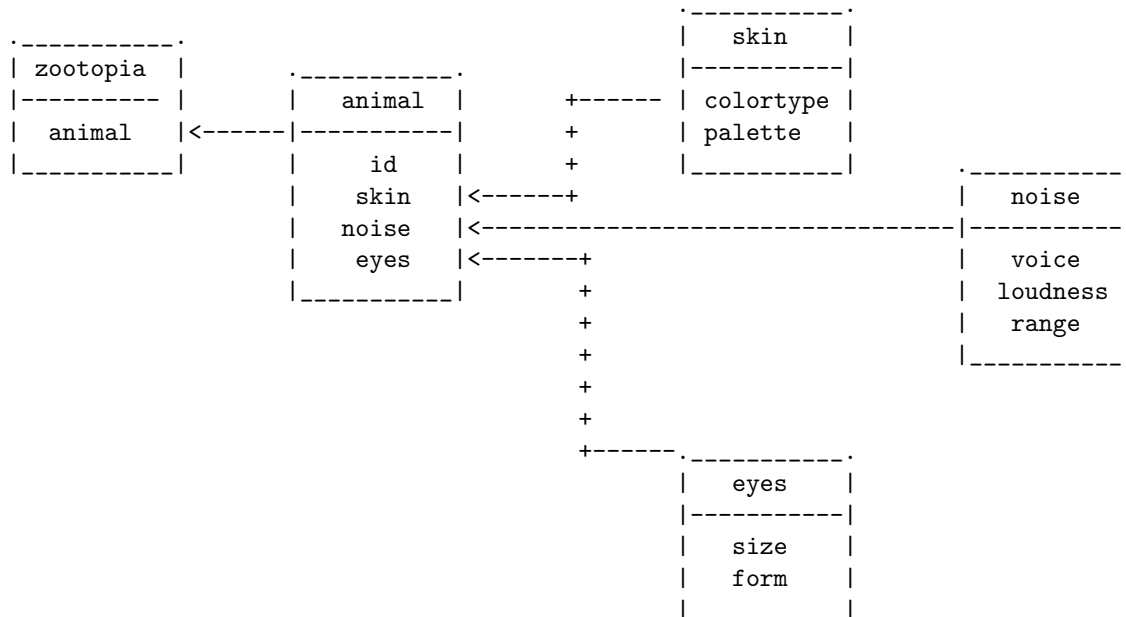 zootopia
animal
animal
id
skin
noise
eyes
skin
colortype
palette
noise
voice
loudness
range
eyes
size
form